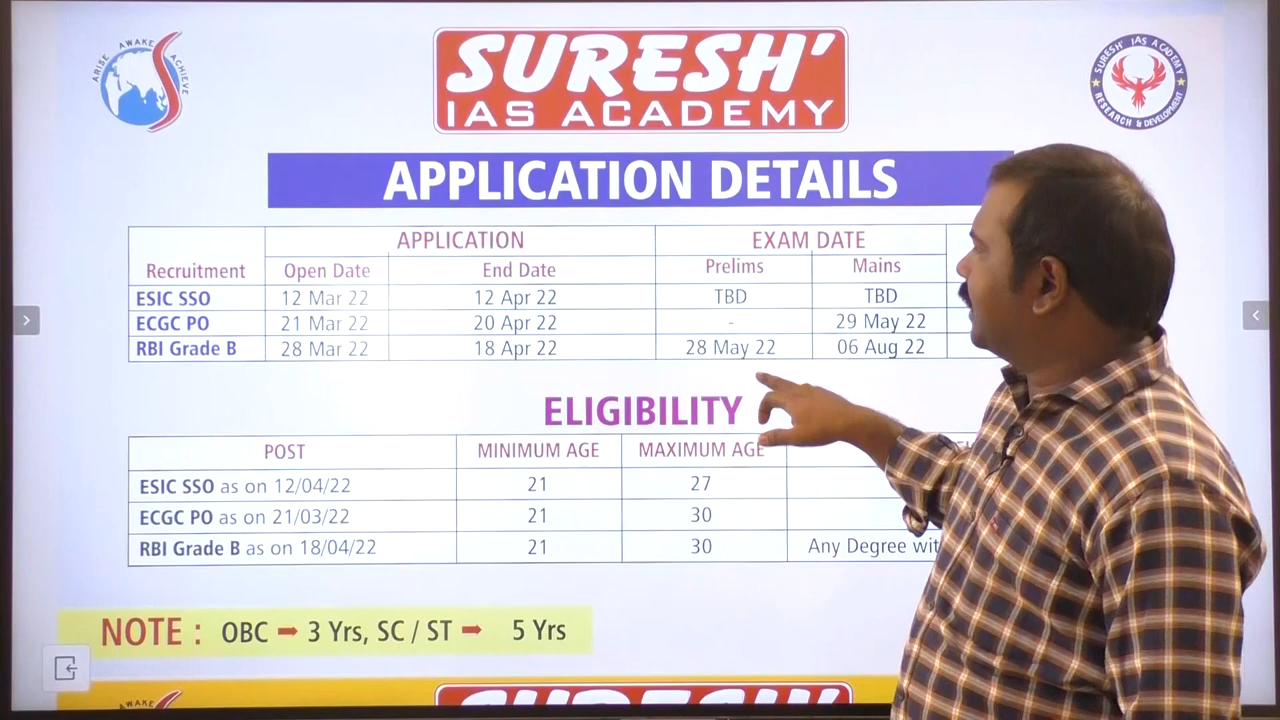 ARISE AWAKE ACHIEVE
SURESH'
IAS ACADEMY
SURESH' IAS ACADEMY
RESEARCH & DEVELOPMENT
APPLICATION DETAILS
Recruitment APPLICATION EXAM DATE
Open Date End Date Prelims Mains
ESIC SSO 12 Mar 22 12 Apr 22 TBD TBD
ECGC PO 21 Mar 22 20 Apr 22 - 29 May 22
RBI Grade B 28 Mar 22 18 Apr 22 28 May 22 06 Aug 22
ELIGIBILITY
POST MINIMUM AGE MAXIMUM AGE
ESIC SSO as on 12/04/22 21 27
ECGC PO as on 21/03/22 21 30
RBI Grade B as on 18/04/22 21 30 Any Degree wit
NOTE : OBC ➡ 3 Yrs, SC / ST ➡ 5 Yrs
AWAKE
SURESH'